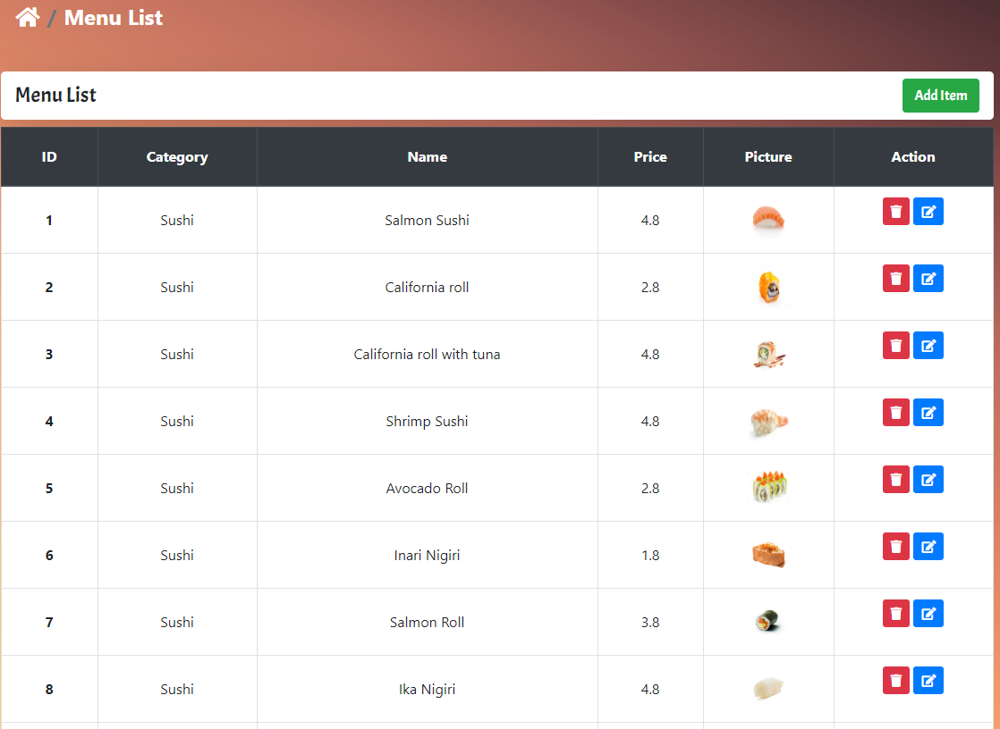 / Menu List
Menu List Add Item
ID Category Name Price Picture Action
1 Sushi Salmon Sushi 4.8
2 Sushi California roll 2.8
3 Sushi California roll with tuna 4.8
4 Sushi Shrimp Sushi 4.8
5 Sushi Avocado Roll 2.8
6 Sushi Inari Nigiri 1.8
7 Sushi Salmon Roll 3.8
8 Sushi Ika Nigiri 4.8